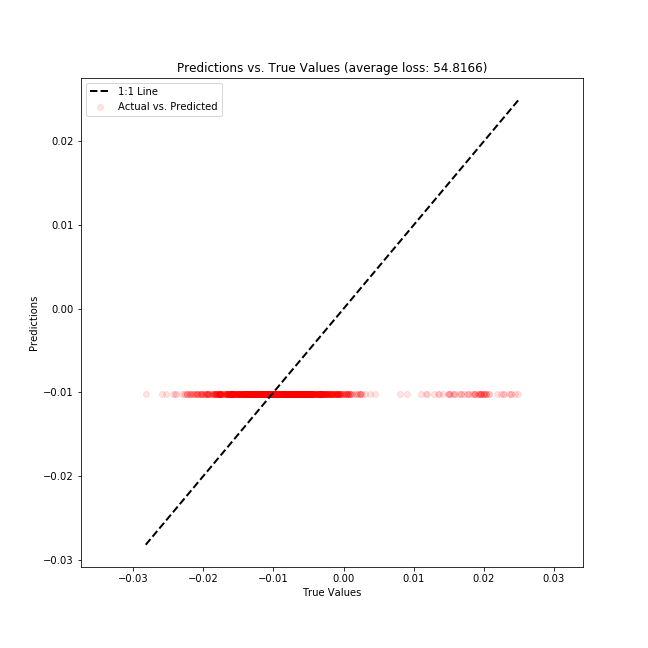 Predictions vs. True Values (average loss: 54.8166)
1:1 Line
Actual vs. Predicted
0.02
0.01
0.00
−0.01
−0.02
−0.03
Predictions
−0.03 −0.02 −0.01 0.00 0.01 0.02 0.03
True Values